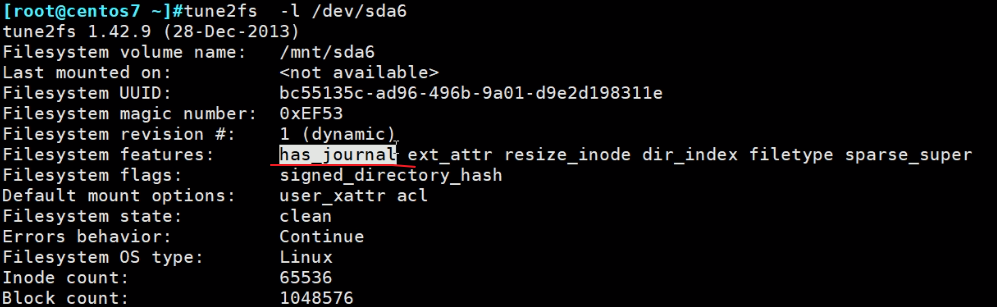 [root@centos7 ~]#tune2fs  -l /dev/sda6
tune2fs 1.42.9 (28-Dec-2013)
Filesystem volume name:   /mnt/sda6
Last mounted on:          <not available>
Filesystem UUID:          bc55135c-ad96-496b-9a01-d9e2d198311e
Filesystem magic number:  0xEF53
Filesystem revision #:    1 (dynamic)
Filesystem features:      has_journal ext_attr resize_inode dir_index filetype sparse_super
Filesystem flags:         signed_directory_hash
Default mount options:    user_xattr acl
Filesystem state:         clean
Errors behavior:          Continue
Filesystem OS type:       Linux
Inode count:              65536
Block count:              1048576